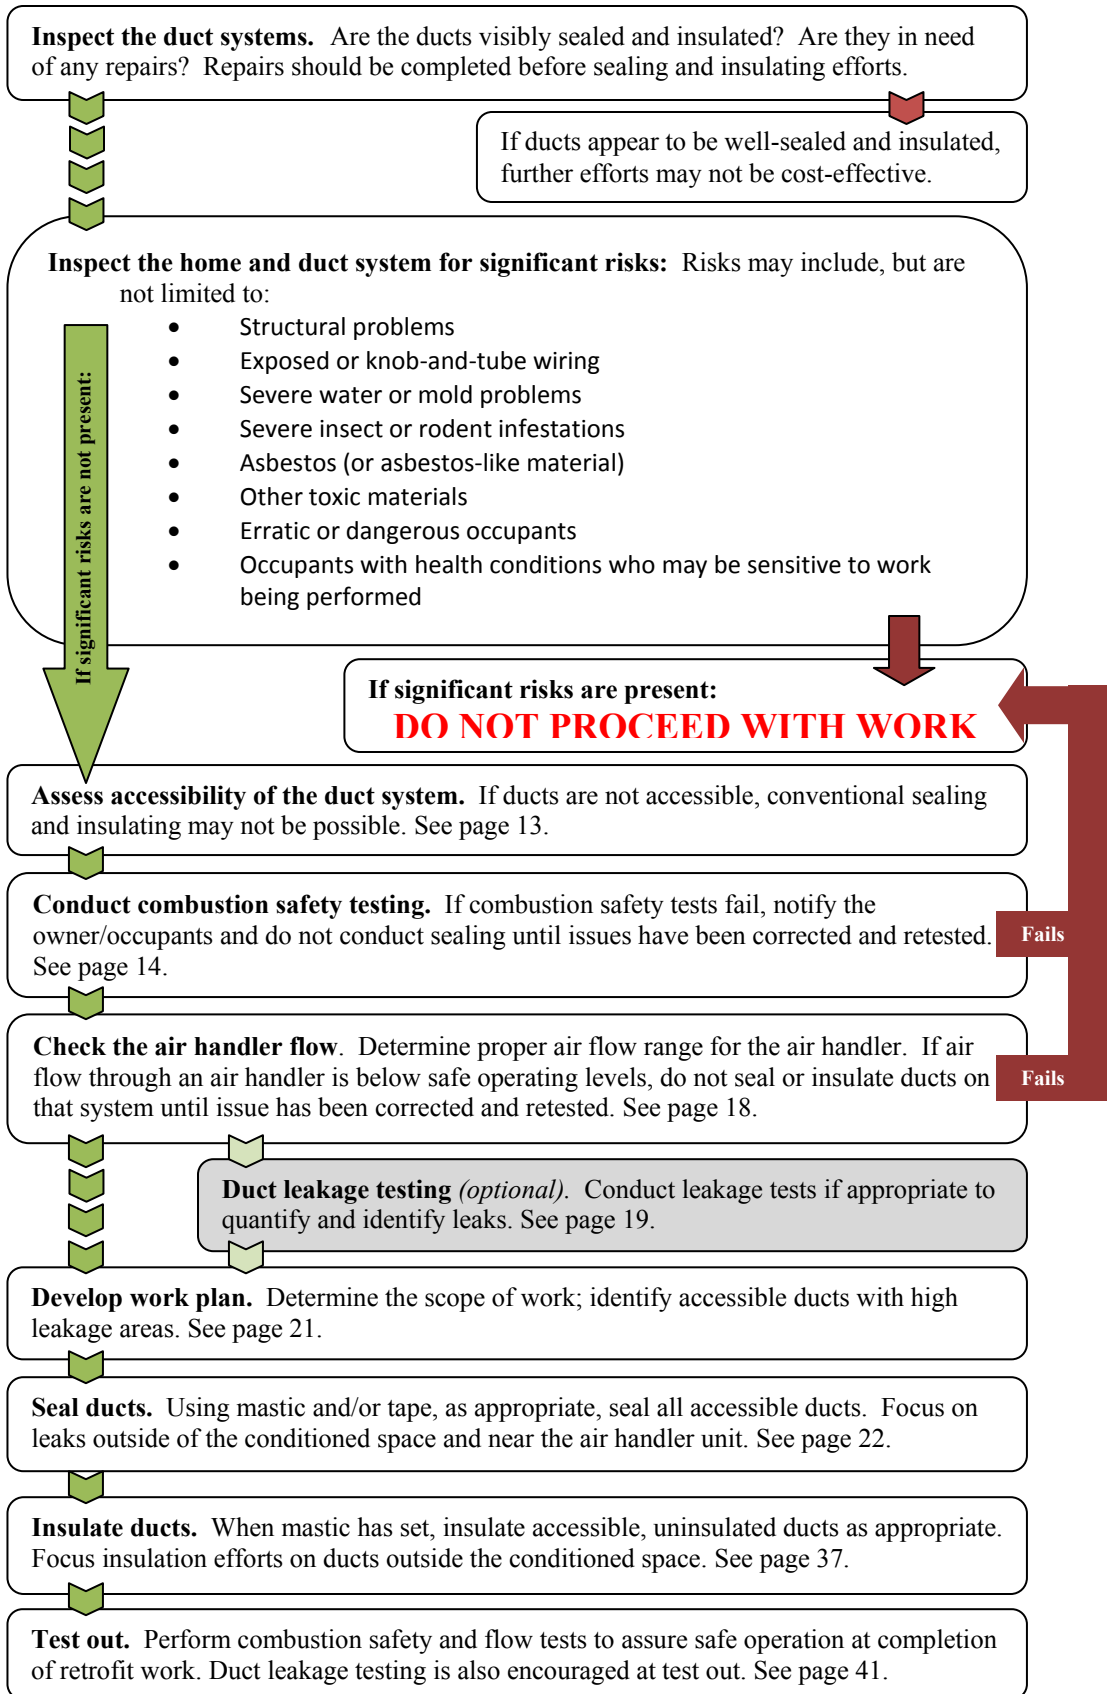 Inspect the duct systems.  Are the ducts visibly sealed and insulated?  Are they in need
of any repairs?  Repairs should be completed before sealing and insulating efforts.
If ducts appear to be well-sealed and insulated,
further efforts may not be cost-effective.
Inspect the home and duct system for significant risks:  Risks may include, but are
not limited to:
•	Structural problems
•	Exposed or knob-and-tube wiring
•	Severe water or mold problems
•	Severe insect or rodent infestations
•	Asbestos (or asbestos-like material)
•	Other toxic materials
•	Erratic or dangerous occupants
•	Occupants with health conditions who may be sensitive to work
being performed
If significant risks are not present:
If significant risks are present:
DO NOT PROCEED WITH WORK
Assess accessibility of the duct system.  If ducts are not accessible, conventional sealing
and insulating may not be possible. See page 13.
Conduct combustion safety testing.  If combustion safety tests fail, notify the
owner/occupants and do not conduct sealing until issues have been corrected and retested.
See page 14.
Fails
Check the air handler flow.  Determine proper air flow range for the air handler.  If air
flow through an air handler is below safe operating levels, do not seal or insulate ducts on
that system until issue has been corrected and retested. See page 18.
Fails
Duct leakage testing (optional).  Conduct leakage tests if appropriate to
quantify and identify leaks. See page 19.
Develop work plan.  Determine the scope of work; identify accessible ducts with high
leakage areas. See page 21.
Seal ducts.  Using mastic and/or tape, as appropriate, seal all accessible ducts.  Focus on
leaks outside of the conditioned space and near the air handler unit. See page 22.
Insulate ducts.  When mastic has set, insulate accessible, uninsulated ducts as appropriate.
Focus insulation efforts on ducts outside the conditioned space. See page 37.
Test out.  Perform combustion safety and flow tests to assure safe operation at completion
of retrofit work. Duct leakage testing is also encouraged at test out. See page 41.